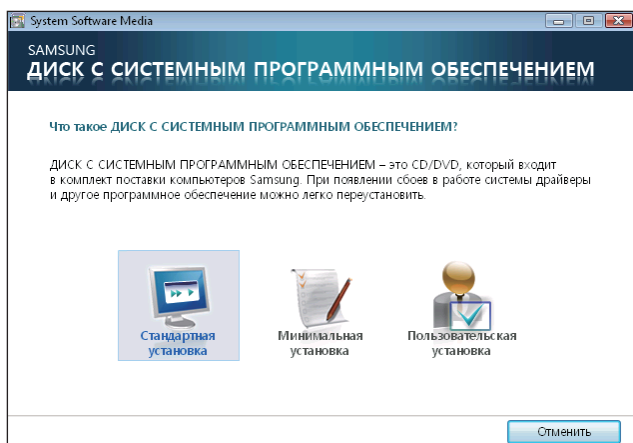 System Software Media
SAMSUNG
ДИСК С СИСТЕМНЫМ ПРОГРАММНЫМ ОБЕСПЕЧЕНИЕМ
Что такое ДИСК С СИСТЕМНЫМ ПРОГРАММНЫМ ОБЕСПЕЧЕНИЕМ?
ДИСК С СИСТЕМНЫМ ПРОГРАММНЫМ ОБЕСПЕЧЕНИЕМ – это CD/DVD, который входит
в комплект поставки компьютеров Samsung. При появлении сбоев в работе системы драйверы
и другое программное обеспечение можно легко переустановить.
Стандартная
установка
Минимальная
установка
Пользовательская
установка
Отменить